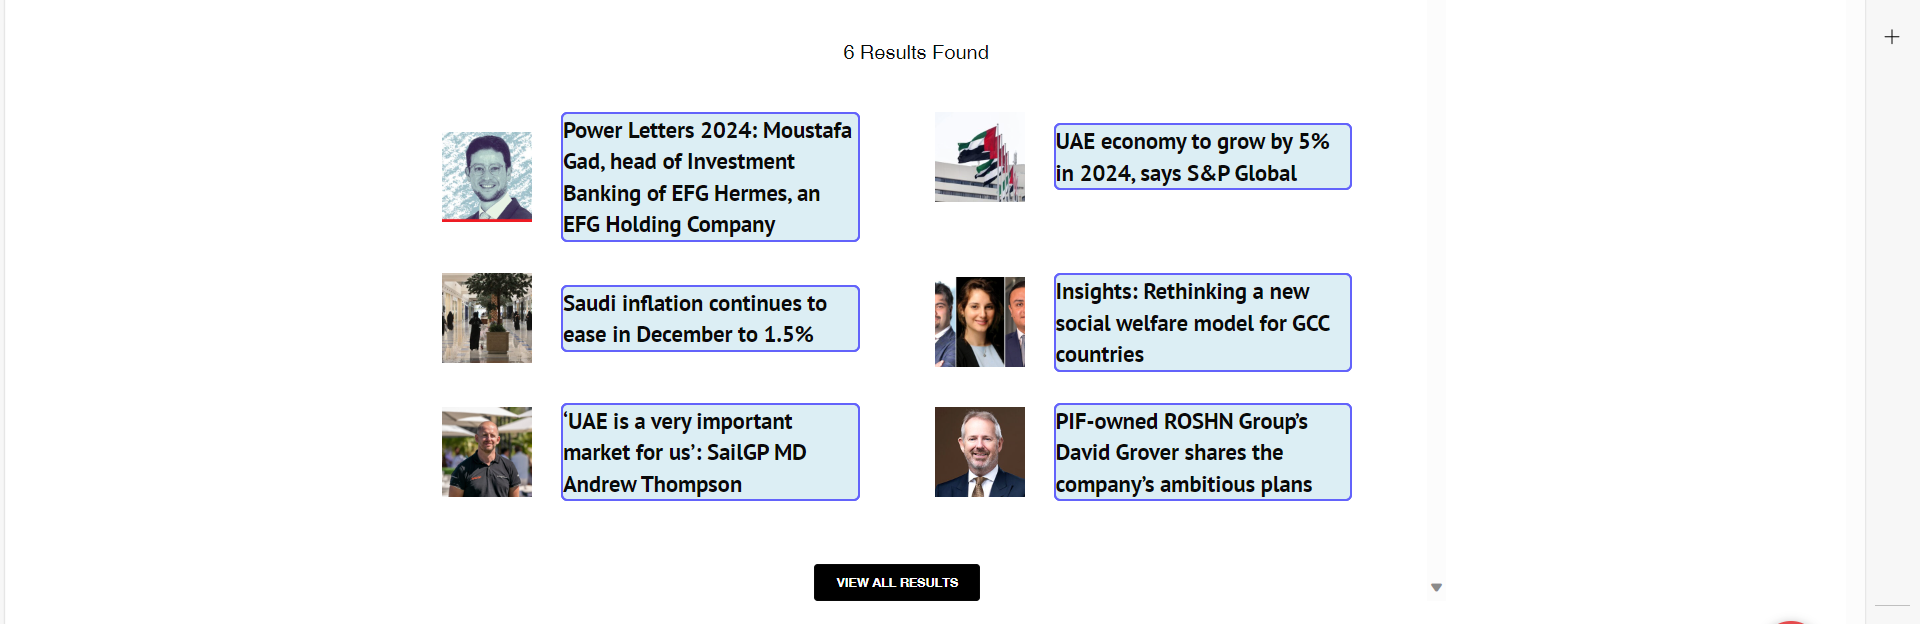 6 Results Found
Power Letters 2024: Moustafa
Gad, head of Investment
Banking of EFG Hermes, an
EFG Holding Company
UAE economy to grow by 5%
in 2024, says S&P Global
Saudi inflation continues to
ease in December to 1.5%
Insights: Rethinking a new
social welfare model for GCC
countries
‘UAE is a very important
market for us’: SailGP MD
Andrew Thompson
PIF-owned ROSHN Group’s
David Grover shares the
company’s ambitious plans
VIEW ALL RESULTS